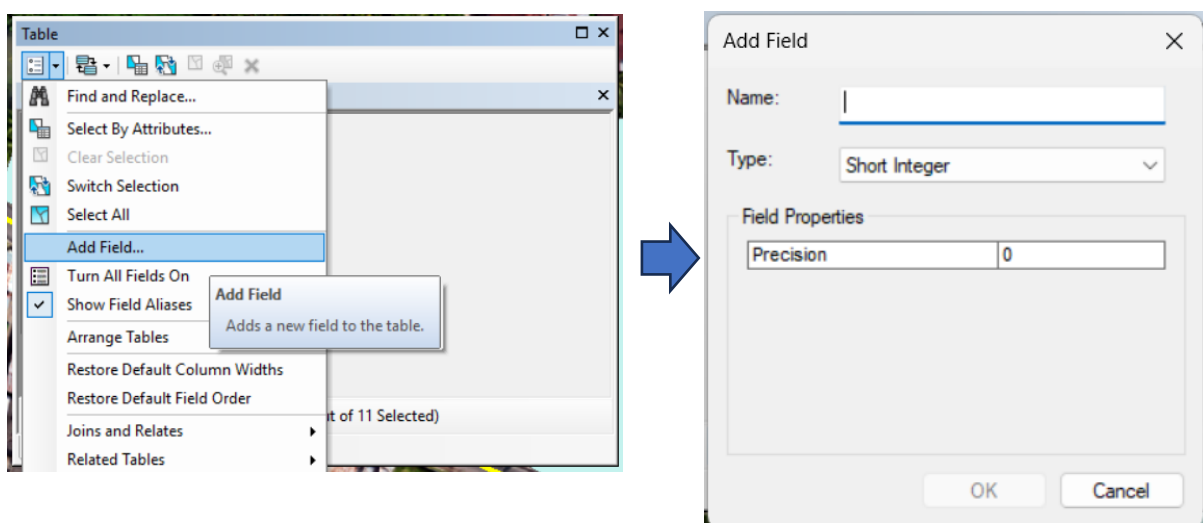 Table
Find and Replace...
Select By Attributes...
Clear Selection
Switch Selection
Select All
Add Field...
Turn All Fields On
Show Field Aliases
Arrange Tables
Restore Default Column Widths
Restore Default Field Order
Joins and Relates
Related Tables
Add Field
Adds a new field to the table.
t of 11 Selected)
Add Field
Name:
Type: Short Integer
Field Properties
Precision 0
OK Cancel